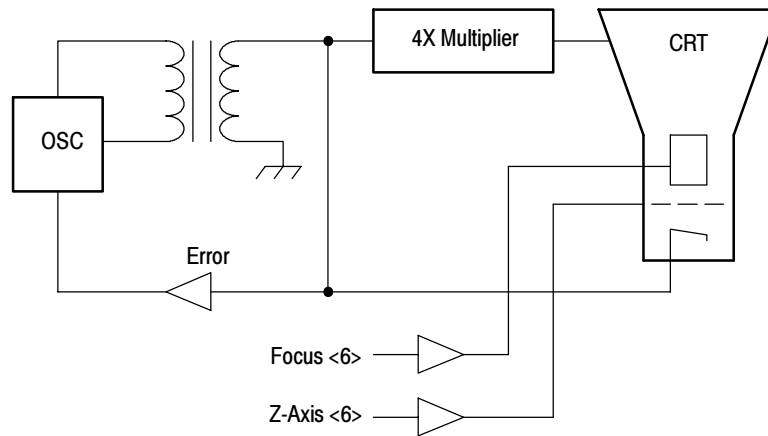 4X Multiplier
CRT
OSC
Error
Focus <6>
Z-Axis <6>